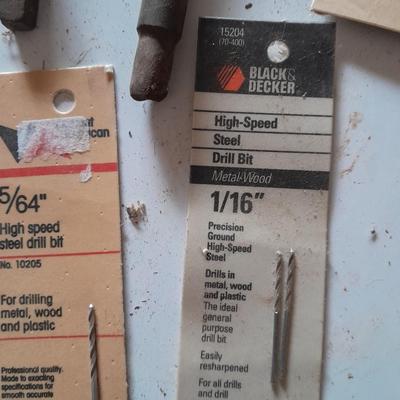 5/64"
High speed
steel drill bit
No. 10205
For drilling
metal, wood
and plastic
Professional quality.
Made to exacting
specifications for
smooth accurate
15204
(70-400)
BLACK&
DECKER
High-Speed
Steel
Drill Bit
Metal-Wood
1/16"
Precision
Ground
High-Speed
Steel
Drills in
metal, wood
and plastic
The ideal
general
purpose
drill bit
Easily
resharpened
For all drills
and drill